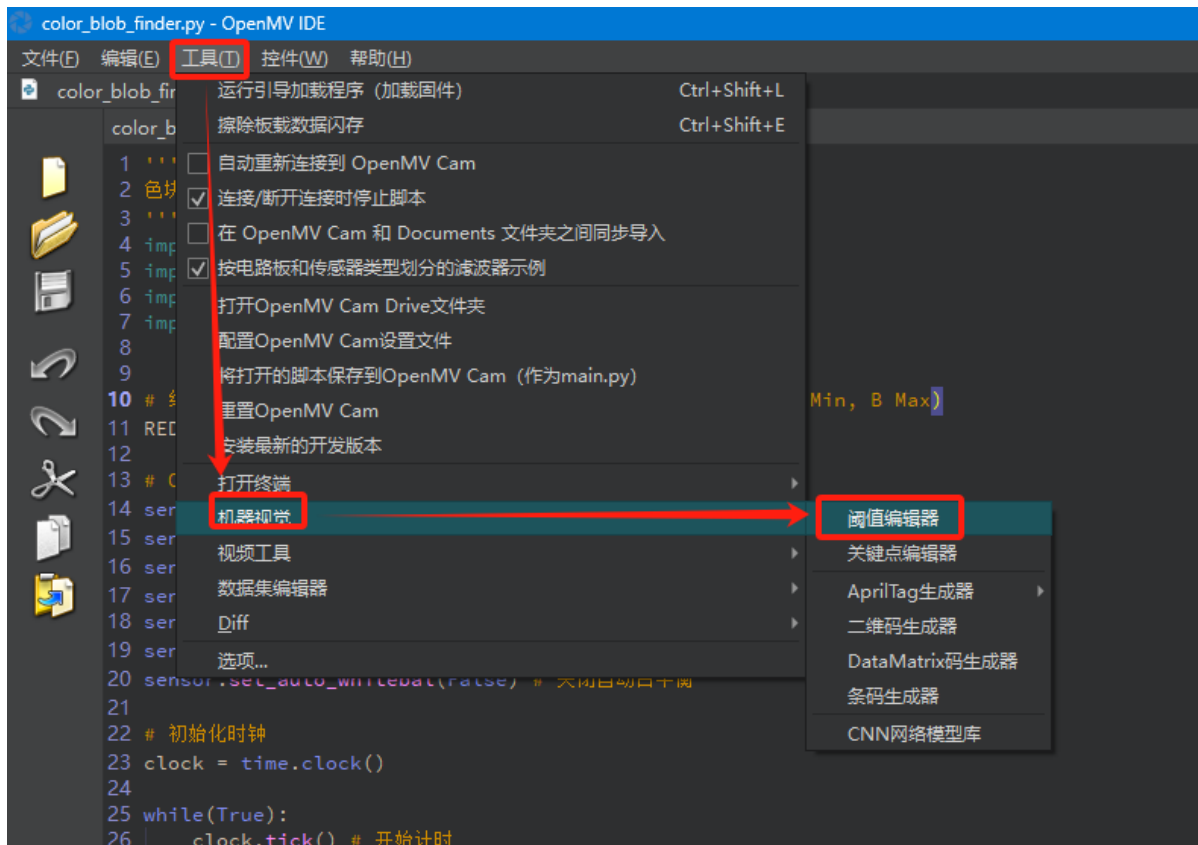 color_blob_finder.py - OpenMV IDE
文件(F) 编辑(E) 工具(T) 控件(W) 帮助(H)
color_blob_fir
运行引导加载程序（加载固件） Ctrl+Shift+L
擦除板载数据闪存 Ctrl+Shift+E
自动重新连接到 OpenMV Cam
连接/断开连接时停止脚本
在 OpenMV Cam 和 Documents 文件夹之间同步导入
按电路板和传感器类型划分的滤波器示例
打开OpenMV Cam Drive文件夹
配置OpenMV Cam设置文件
将打开的脚本保存到OpenMV Cam（作为main.py）
重置OpenMV Cam
安装最新的开发版本
打开终端
机器视觉
视频工具
数据集编辑器
Diff
选项...
阈值编辑器
关键点编辑器
AprilTag生成器
二维码生成器
DataMatrix码生成器
条码生成器
CNN网络模型库
color_b
1 '''
2 色块
3 '''
4 imp
5 imp
6 imp
7 imp
8
9
10 # Min, B Max)
11 RED
12
13 #
14 ser
15 ser
16 ser
17 ser
18 ser
19 ser
20 sensor.set_auto_whitebal(False) # 关闭自动白平衡
21
22 # 初始化时钟
23 clock = time.clock()
24
25 while(True):
26 clock.tick() # 开始计时